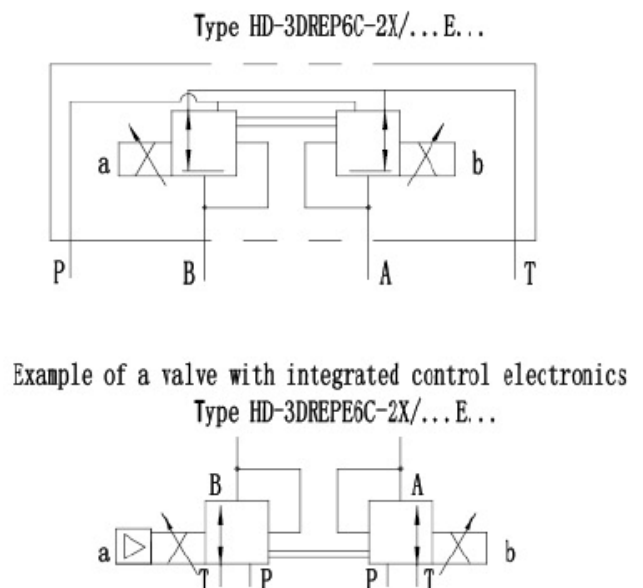 Type HD-3DREP6C-2X/...E...
a b
P B A T
Example of a valve with integrated control electronics
Type HD-3DREPE6C-2X/...E...
B A
a b
T P P T